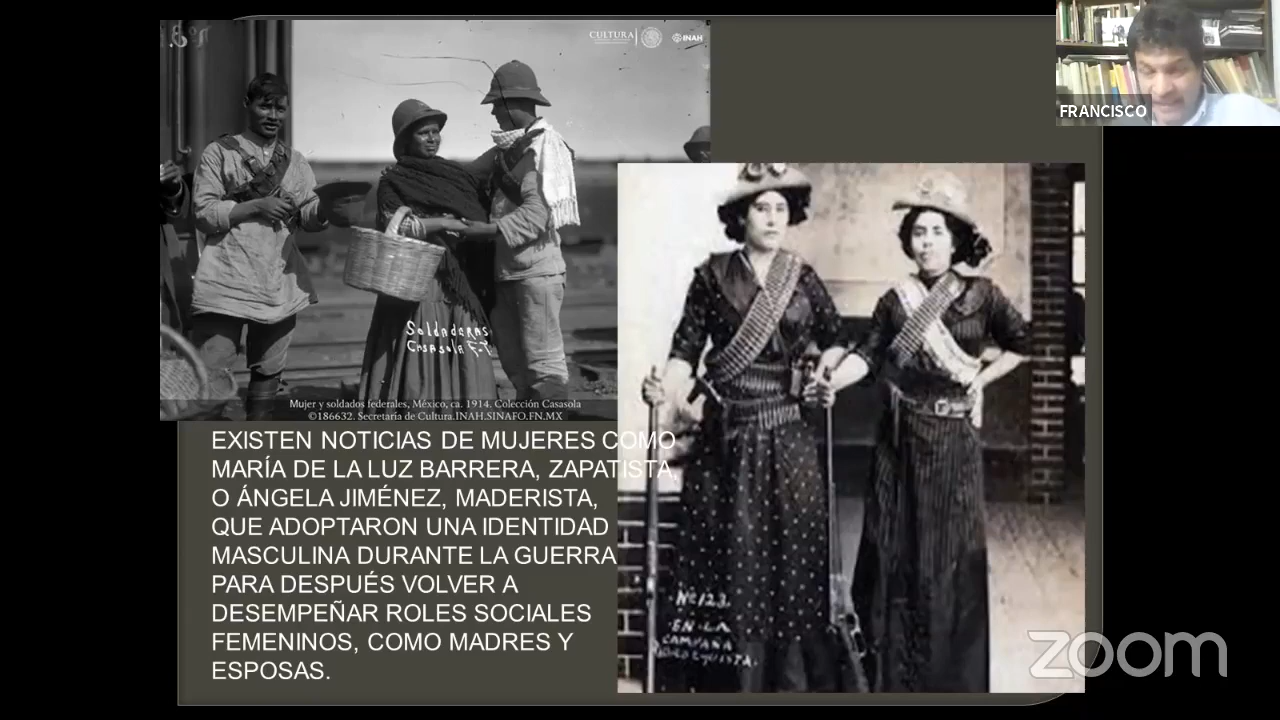 CULTURA
INAH
Soldaderas
Casasola F-T.
Mujer y soldados federales, México, ca. 1914. Colección Casasola
©186632. Secretaría de Cultura.INAH.SINAFO.FN.MX
FRANCISCO
EXISTEN NOTICIAS DE MUJERES COMO
MARÍA DE LA LUZ BARRERA, ZAPATISTA,
O ÁNGELA JIMÉNEZ, MADERISTA,
QUE ADOPTARON UNA IDENTIDAD
MASCULINA DURANTE LA GUERRA
PARA DESPUÉS VOLVER A
DESEMPEÑAR ROLES SOCIALES
FEMENINOS, COMO MADRES Y
ESPOSAS.
Nº 123.
EN LA
CAMPAÑA
zoom